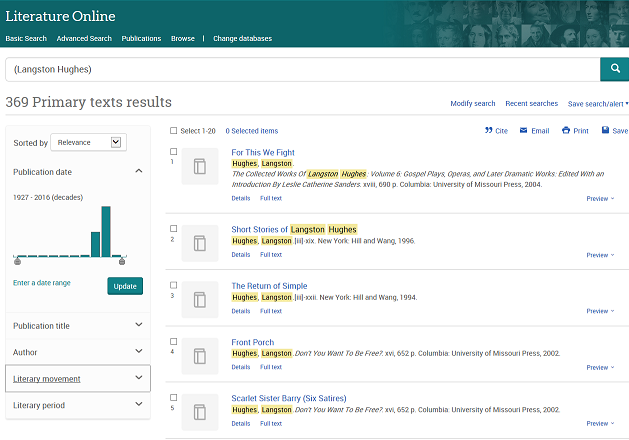 Literature Online
Basic Search Advanced Search Publications Browse | Change databases
(Langston Hughes)
369 Primary texts results
Modify search Recent searches Save search/alert
Sorted by Relevance
Publication date
1927 - 2016 (decades)
Enter a date range Update
Publication title
Author
Literary movement
Literary period
Select 1-20 0 Selected items Cite Email Print Save
1 For This We Fight
Hughes, Langston.
The Collected Works Of Langston Hughes: Volume 6: Gospel Plays, Operas, and Later Dramatic Works: Edited With an
Introduction By Leslie Catherine Sanders. xviii, 690 p. Columbia: University of Missouri Press, 2004.
Details Full text Preview
2 Short Stories of Langston Hughes
Hughes, Langston.[iii]-xix. New York: Hill and Wang, 1996.
Details Full text Preview
3 The Return of Simple
Hughes, Langston.[iii]-xxii. New York: Hill and Wang, 1994.
Details Full text Preview
4 Front Porch
Hughes, Langston.Don't You Want To Be Free?. xvi, 652 p. Columbia: University of Missouri Press, 2002.
Details Full text Preview
5 Scarlet Sister Barry (Six Satires)
Hughes, Langston.Don't You Want To Be Free?. xvi, 652 p. Columbia: University of Missouri Press, 2002.
Details Full text Preview